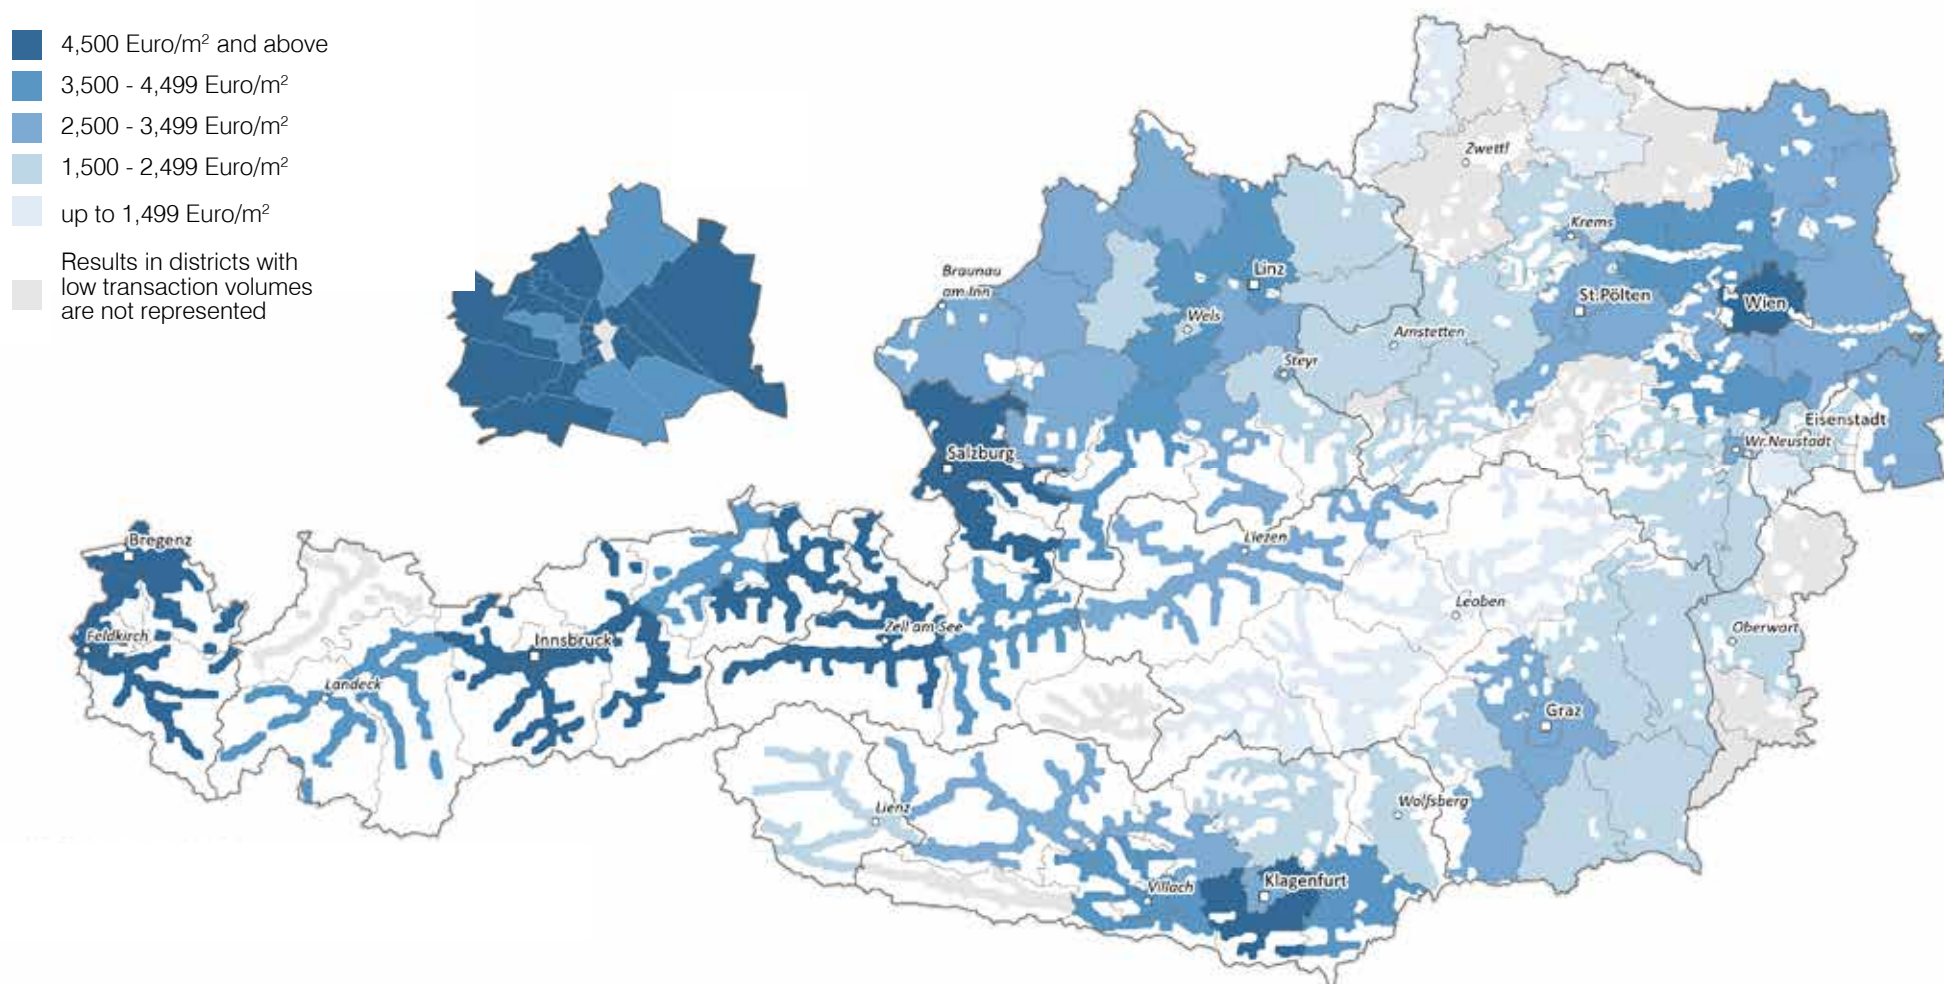 4,500 Euro/m² and above
3,500 - 4,499 Euro/m²
2,500 - 3,499 Euro/m²
1,500 - 2,499 Euro/m²
up to 1,499 Euro/m²
Results in districts with
low transaction volumes
are not represented
Zwettl
Krems
Braunau
am Inn
Linz
St.Pölten
Wien
Wels
Amstetten
Steyr
Eisenstadt
Wr.Neustadt
Salzburg
Bregenz
Liezen
Leoben
Feldkirch
Innsbruck
Zell am See
Oberwart
Landeck
Graz
Lienz
Wolfsberg
Villach
Klagenfurt